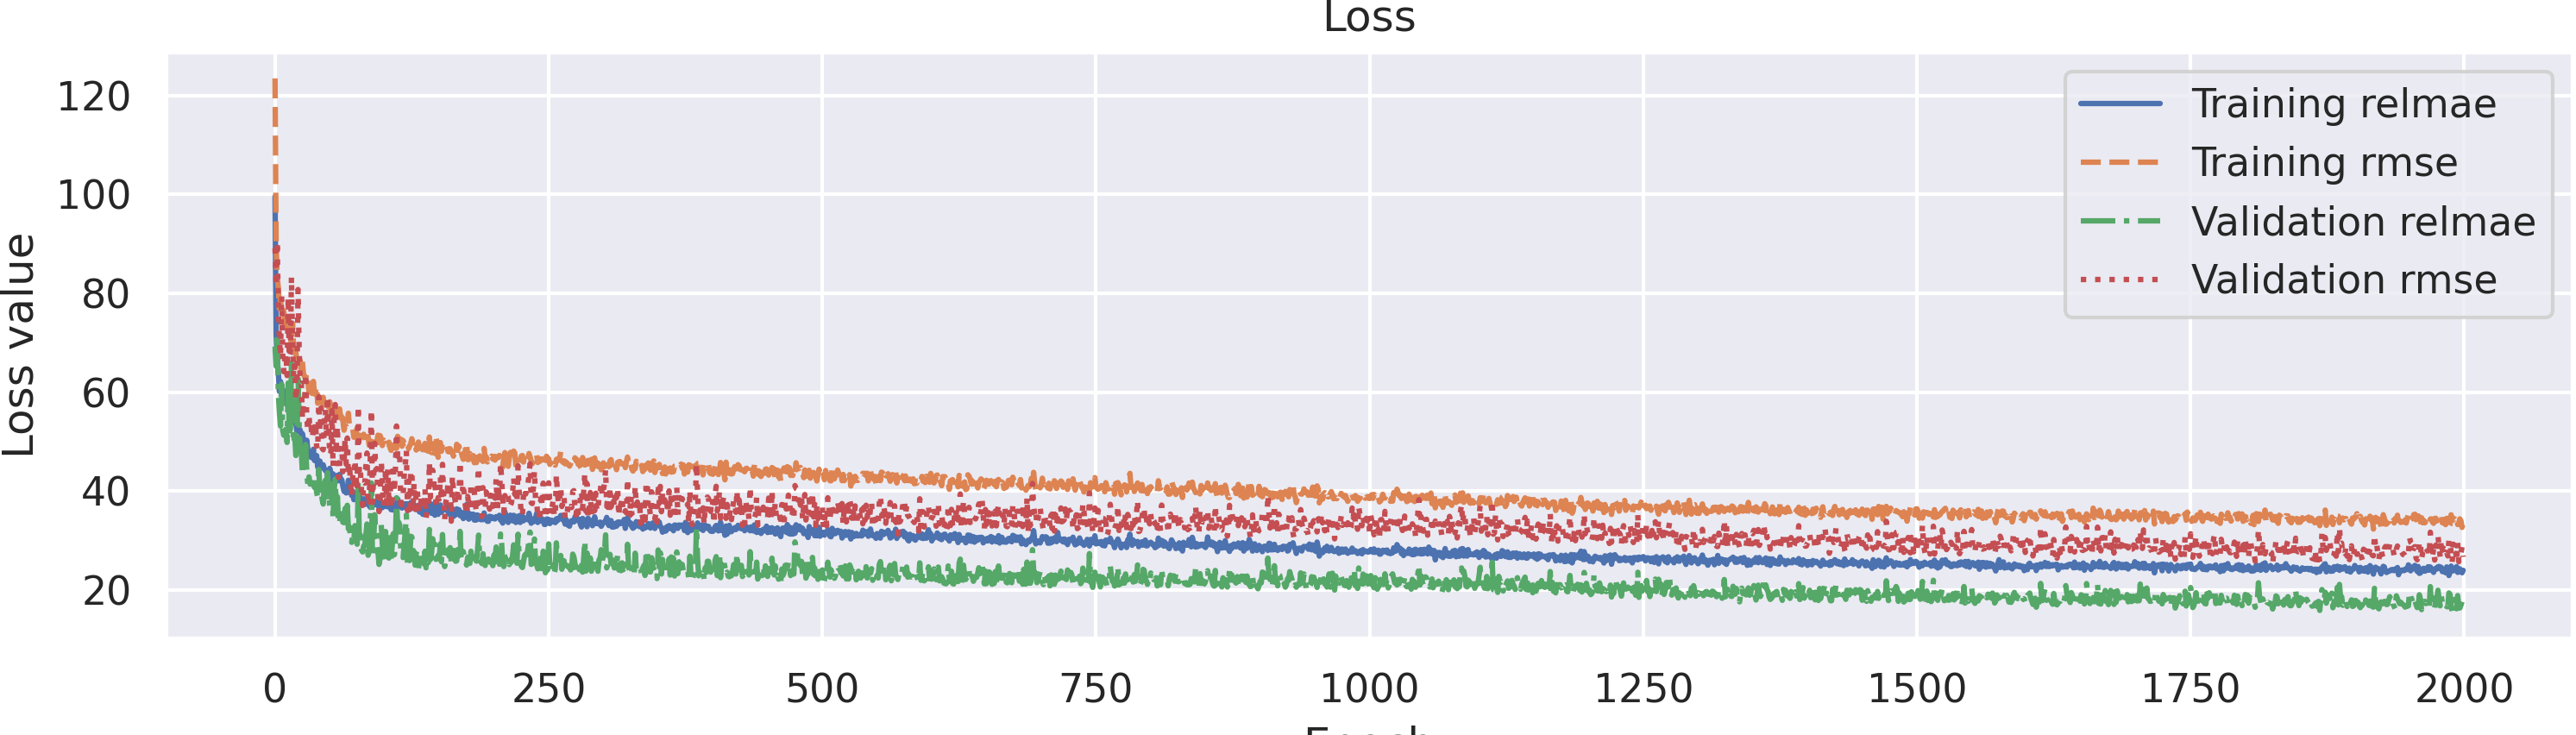 Loss
Loss value
120
100
80
60
40
20
0 250 500 750 1000 1250 1500 1750 2000
Training relmae
Training rmse
Validation relmae
Validation rmse
Epoch